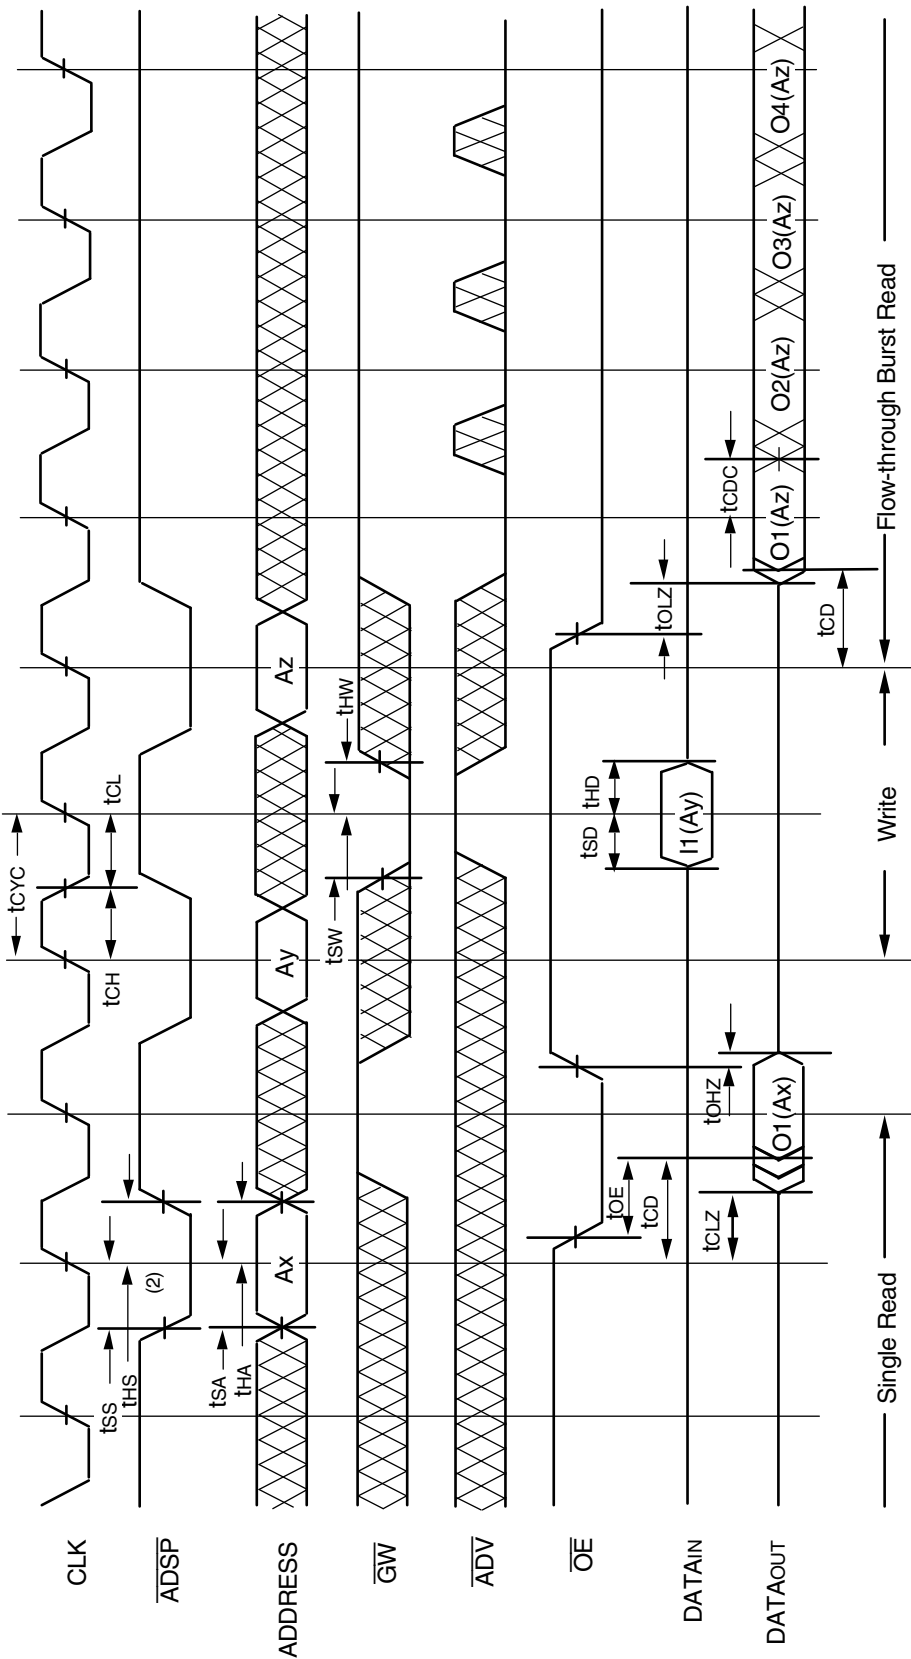 CLK
tCYC
tCH
tCL
ADSP
tSS
tHS
(2)
ADDRESS
tSA
tHA
Ax
Ay
Az
GW
tSW
tHW
ADV
OE
tOE
tOHZ
tOLZ
DATAIN
tCD
tSD
tHD
I1(Ay)
DATAOUT
tCLZ
O1(Ax)
tCD
tCDC
O1(Az)
O2(Az)
O3(Az)
O4(Az)
Single Read
Write
Flow-through Burst Read